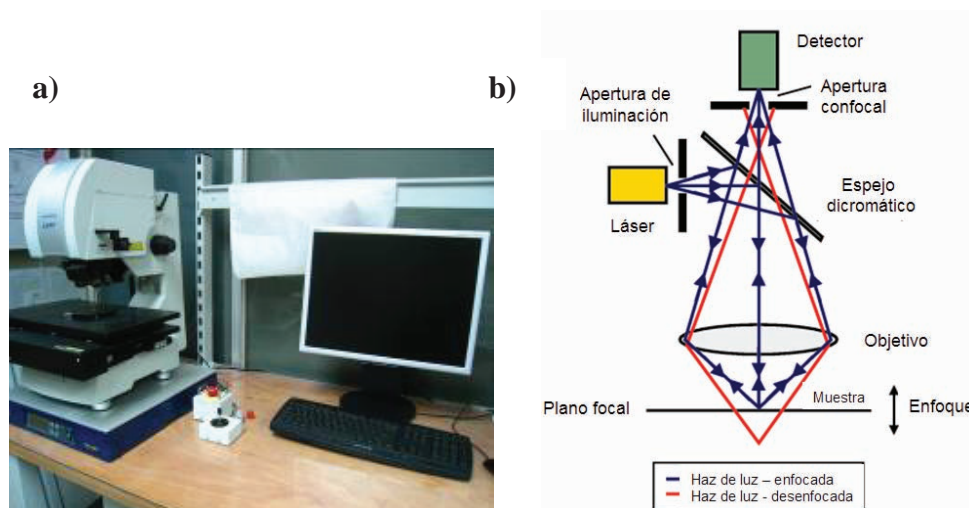 a)
b)
Detector
Apertura
confocal
Apertura de
iluminación
Láser
Espejo
dicromático
Objetivo
Plano focal
Muestra
Enfoque
Haz de luz – enfocada
Haz de luz - desenfocada